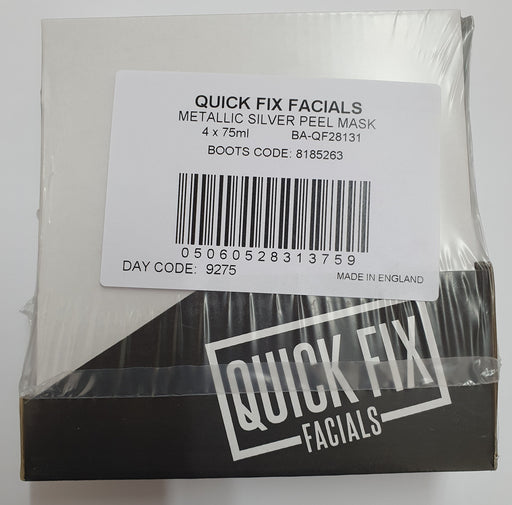 QUICK FIX FACIALS
METALLIC SILVER PEEL MASK
4 x 75ml BA-QF28131
BOOTS CODE: 8185263
05060528313759
DAY CODE: 9275 MADE IN ENGLAND
QUICK FIX
FACIALS